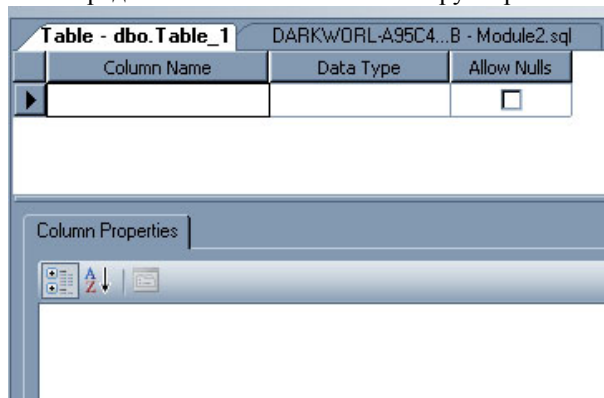 Table - dbo.Table_1 DARKWORL-A95C4...B - Module2.sql
Column Name Data Type Allow Nulls
Column Properties